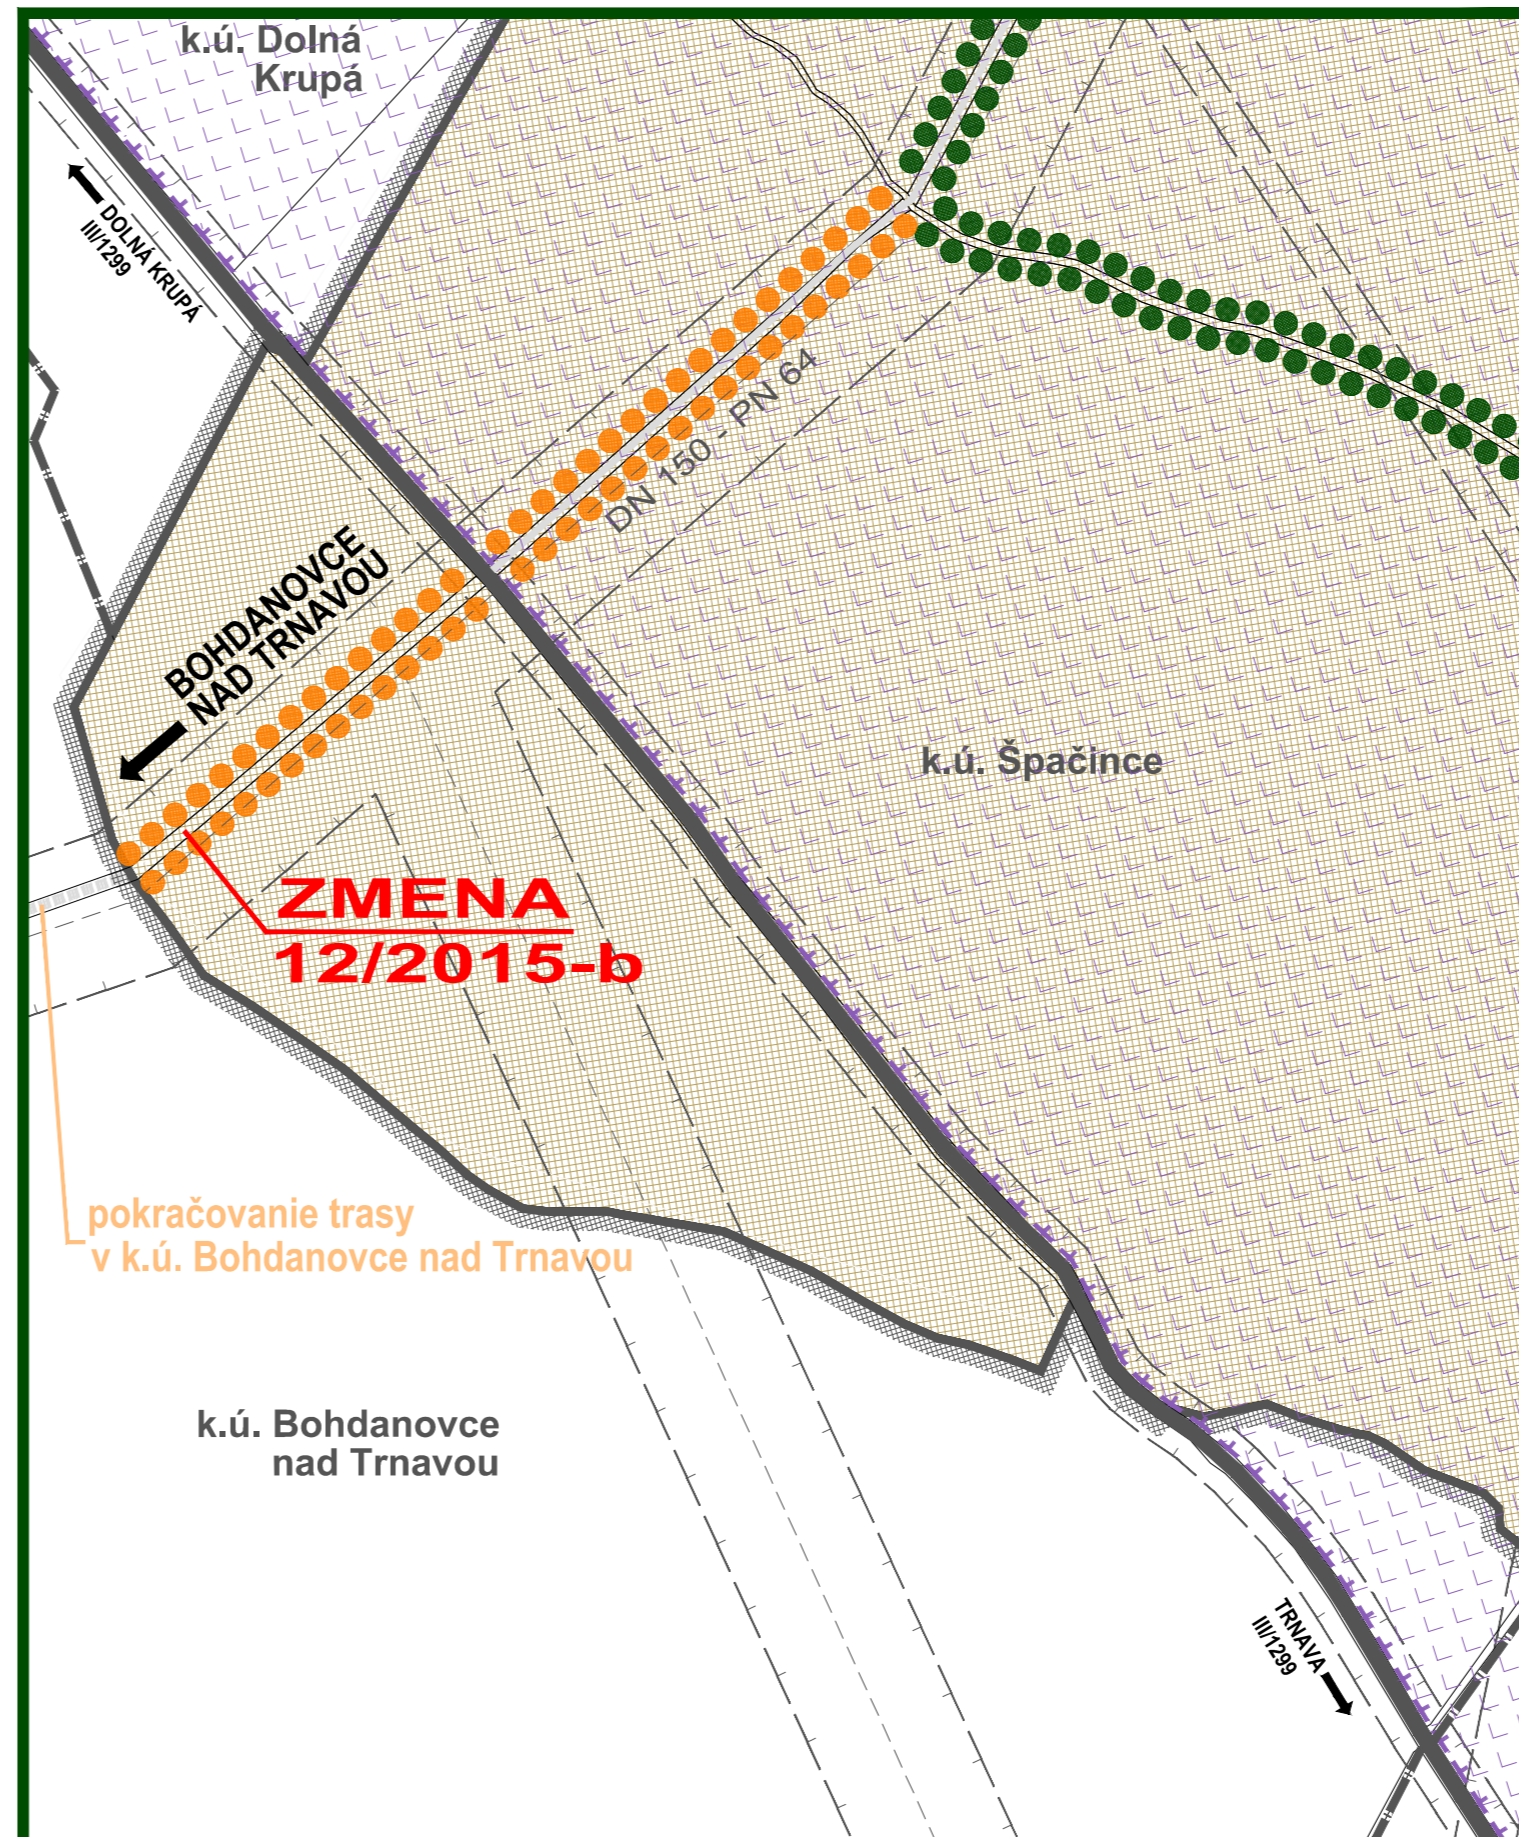 k.ú. Dolná
Krupá
DOLNÁ KRUPÁ
III/1299
DN 150 - PN 64
BOHDANOVCE
NAD TRNAVOU
k.ú. Špačince
ZMENA
12/2015-b
pokračovanie trasy
v k.ú. Bohdanovce nad Trnavou
k.ú. Bohdanovce
nad Trnavou
TRNAVA
III/1299